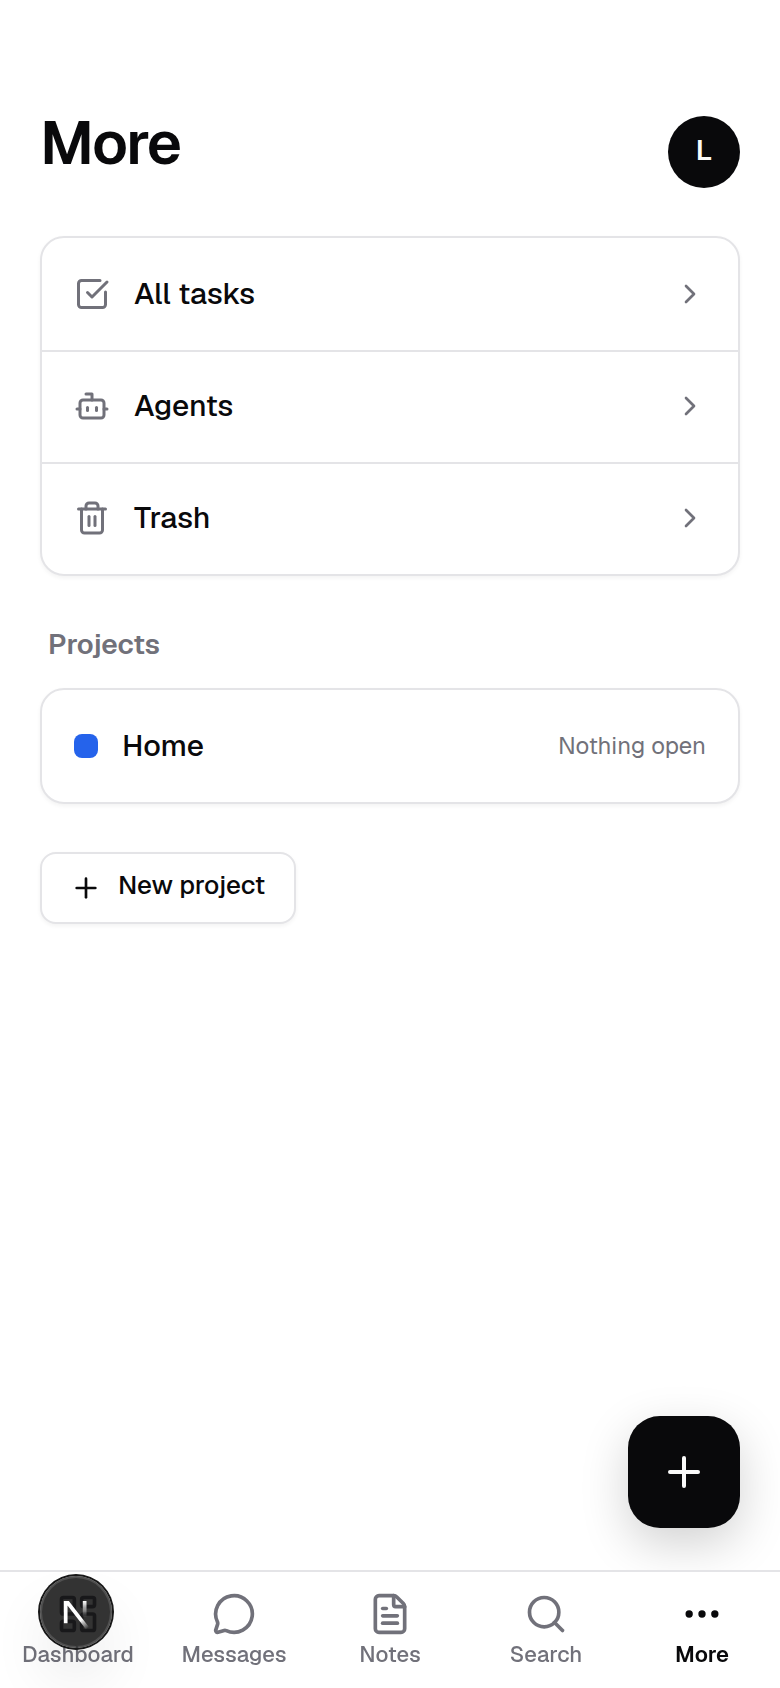 More
L
All tasks
Agents
Trash
Projects
Home
Nothing open
New project
N
Dashboard
Messages
Notes
Search
More